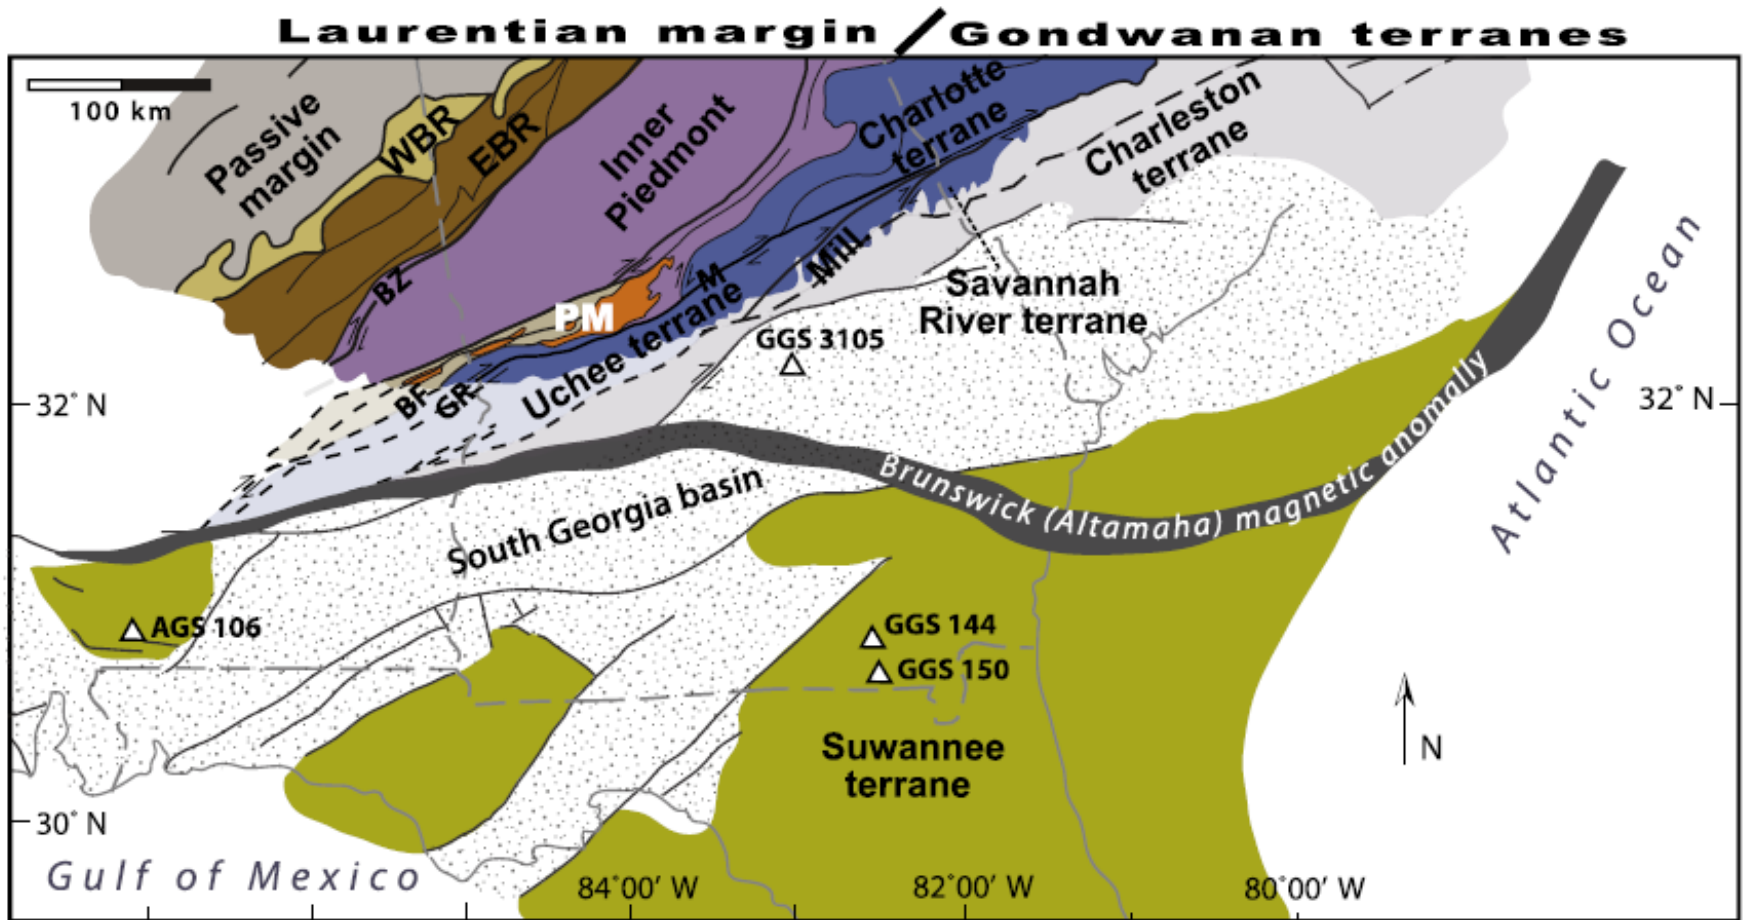 Laurentian margin / Gondwanan terranes
100 km
Passive
margin
WBR
EBR
Inner
Piedmont
Charlotte
terrane
Charleston
terrane
BZ
PM
M
Mill
Savannah
River terrane
GGS 3105
Uchee terrane
BF
GR
32° N
32° N
Brunswick (Altamaha) magnetic anomally
Atlantic Ocean
South Georgia basin
AGS 106
GGS 144
GGS 150
Suwannee
terrane
N
30° N
Gulf of Mexico
84°00' W
82°00' W
80°00' W